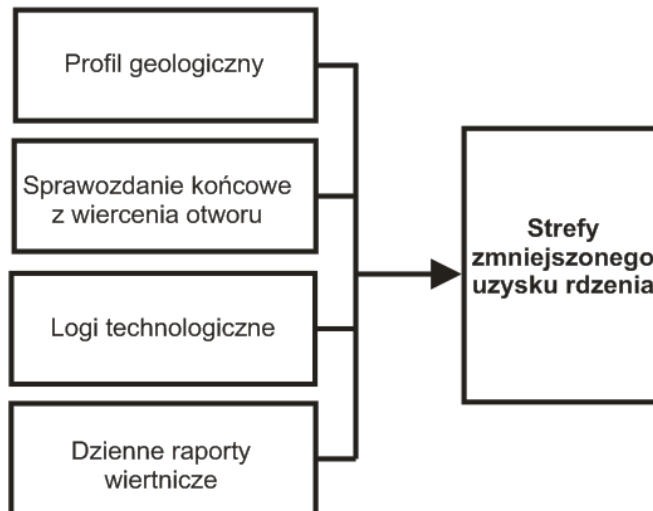 Profil geologiczny
Sprawozdanie końcowe
z wiercenia otworu
Logi technologiczne
Dzienne raporty
wiertnicze
Strefy
zmniejszonego
uzysku rdzenia